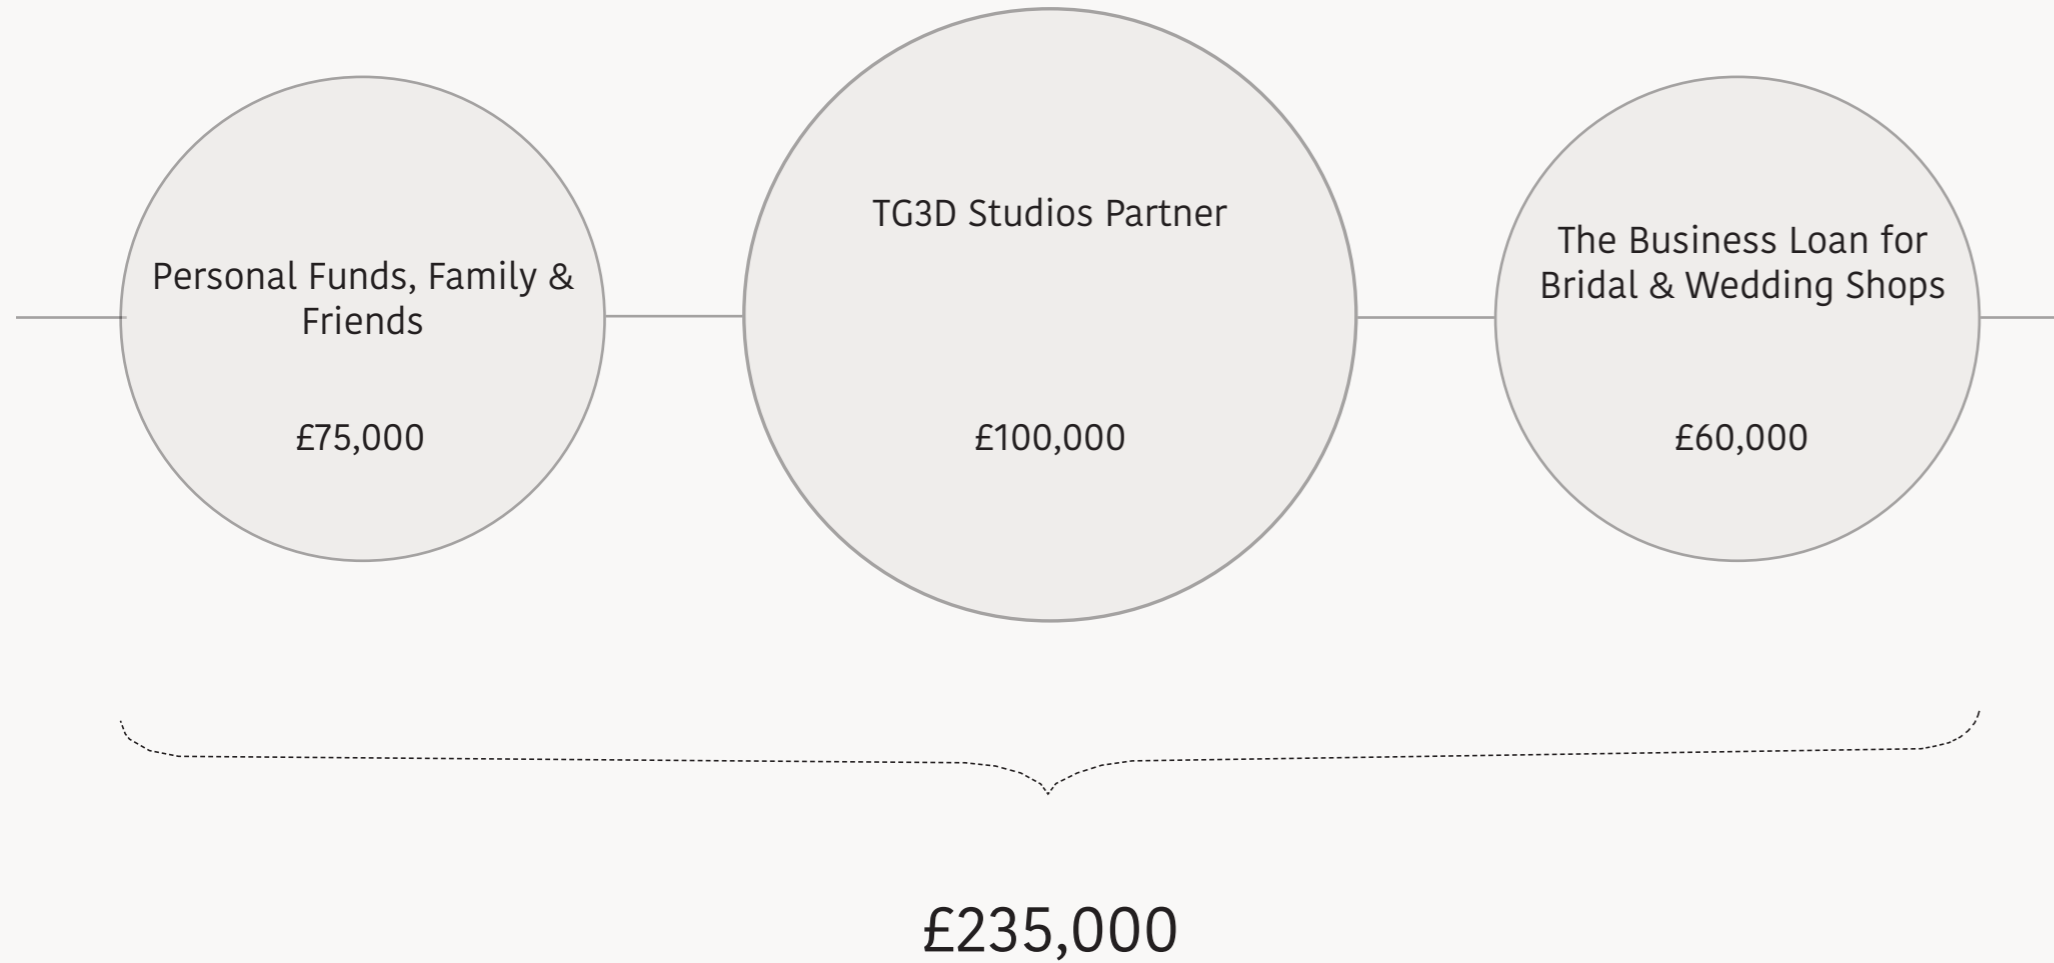 Personal Funds, Family &
Friends
£75,000
TG3D Studios Partner
£100,000
The Business Loan for
Bridal & Wedding Shops
£60,000
£235,000